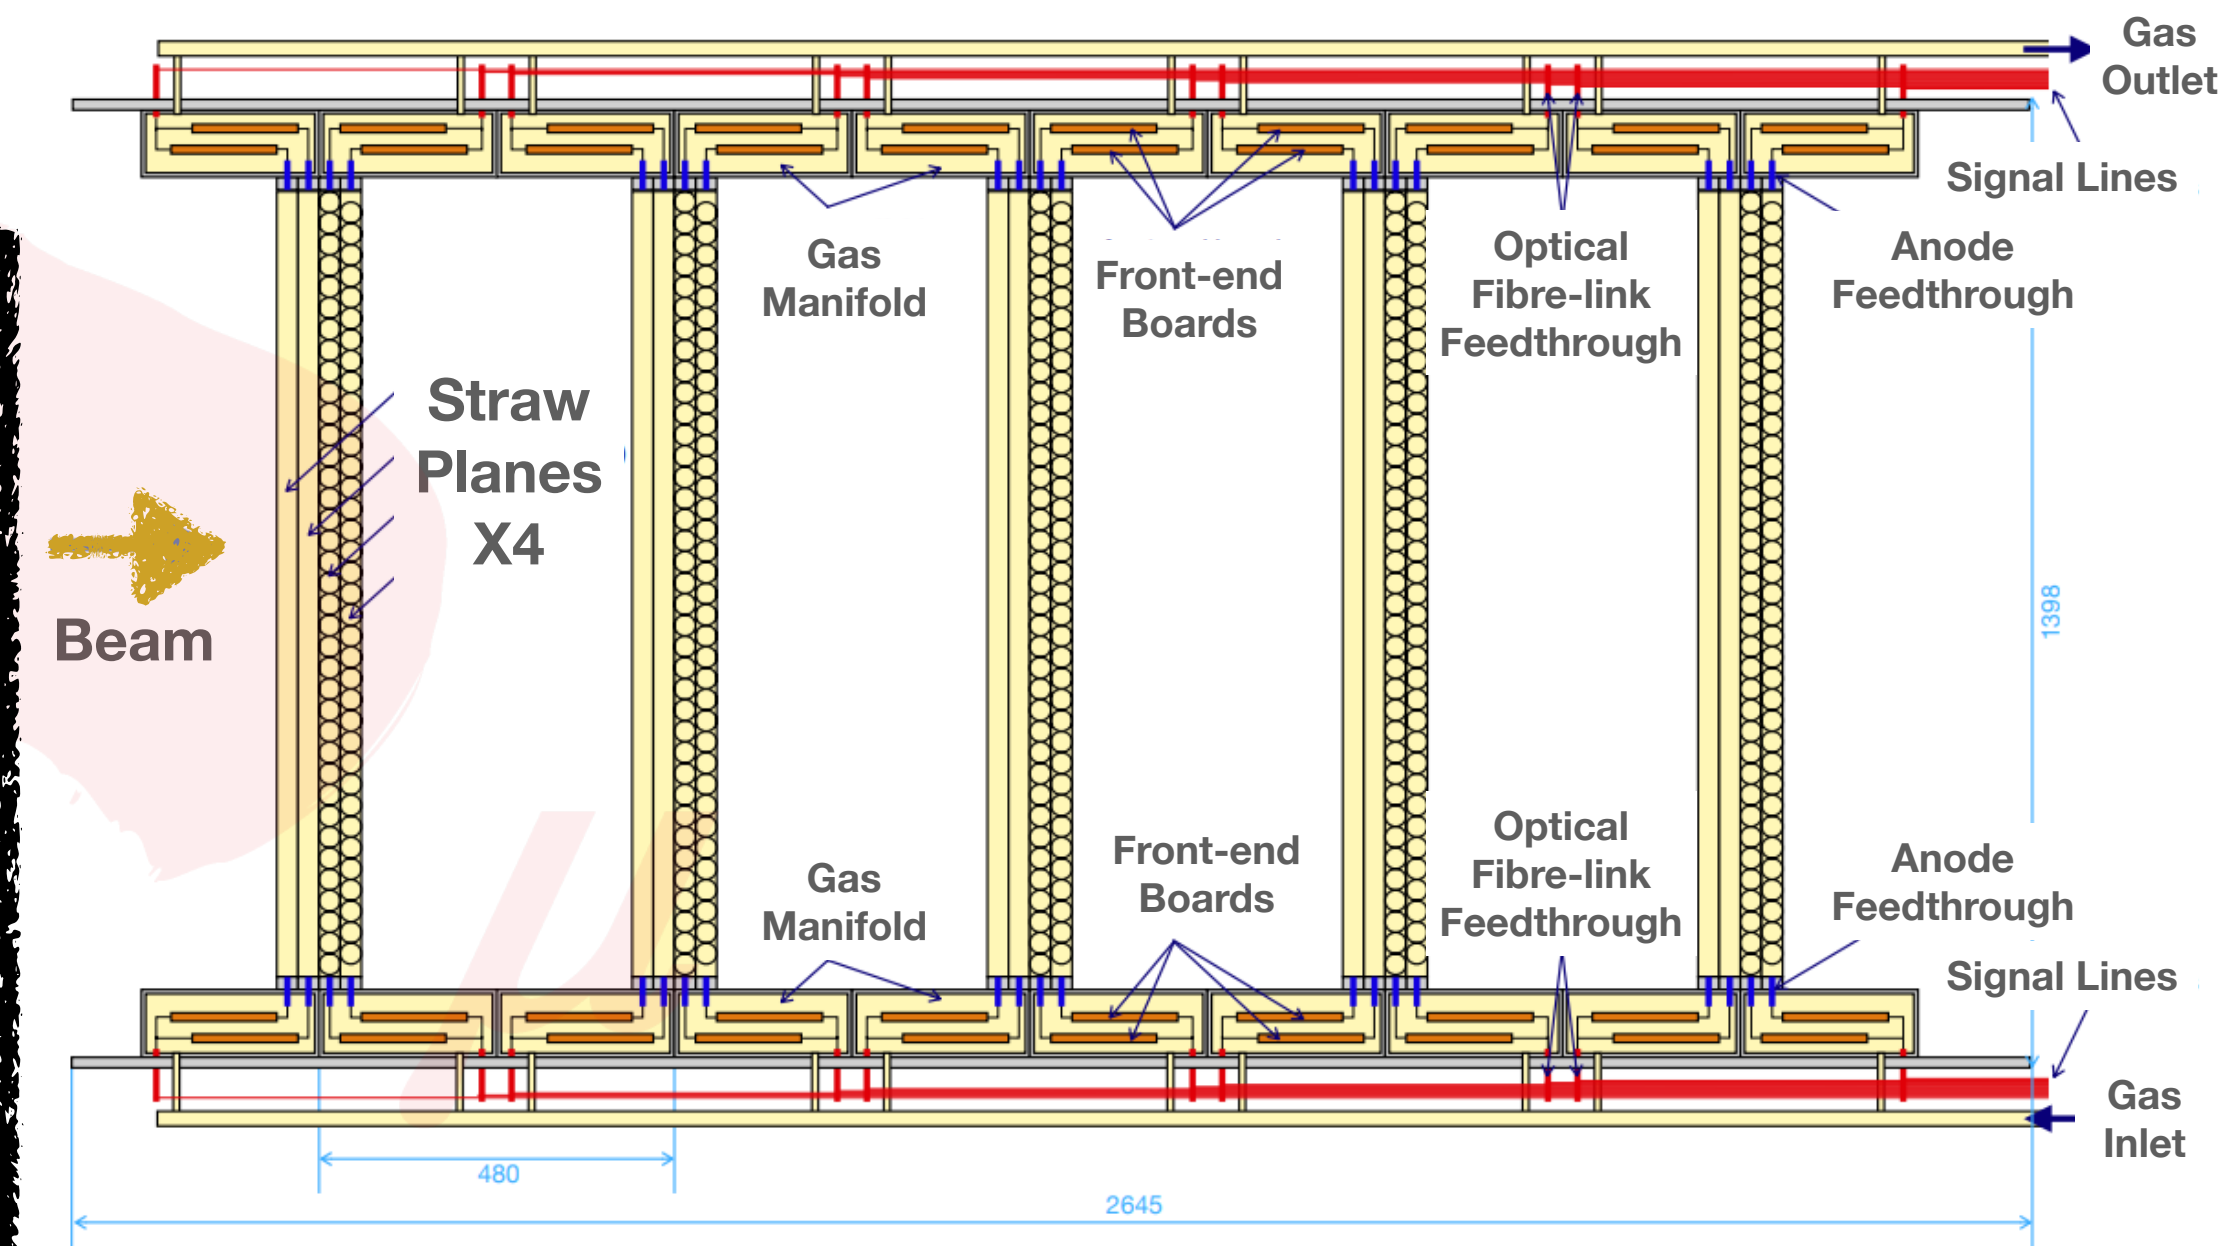 Gas
Outlet
Signal Lines
Gas
Manifold
Front-end
Boards
Optical
Fibre-link
Feedthrough
Anode
Feedthrough
Straw
Planes
X4
Beam
1398
Gas
Manifold
Front-end
Boards
Optical
Fibre-link
Feedthrough
Anode
Feedthrough
Signal Lines
Gas
Inlet
μ
480
2645